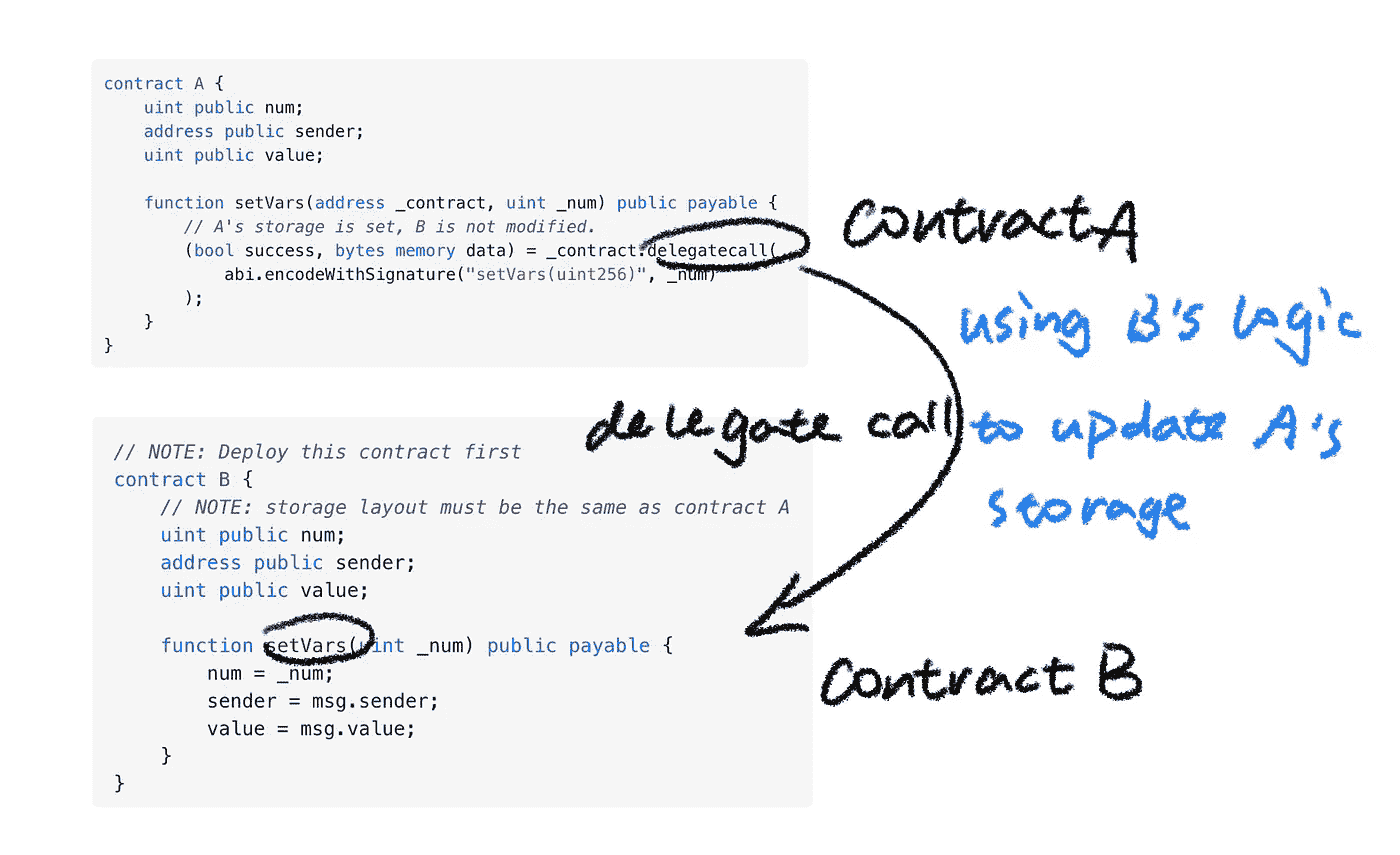 contract A {
    uint public num;
    address public sender;
    uint public value;

    function setVars(address _contract, uint _num) public payable {
        // A's storage is set, B is not modified.
        (bool success, bytes memory data) = _contract.delegatecall(
            abi.encodeWithSignature("setVars(uint256)", _num)
        );
    }
}
contract A
using B's logic
delegate call
to update A's
storage
// NOTE: Deploy this contract first
contract B {
    // NOTE: storage layout must be the same as contract A
    uint public num;
    address public sender;
    uint public value;

    function setVars(uint _num) public payable {
        num = _num;
        sender = msg.sender;
        value = msg.value;
    }
}
contract B